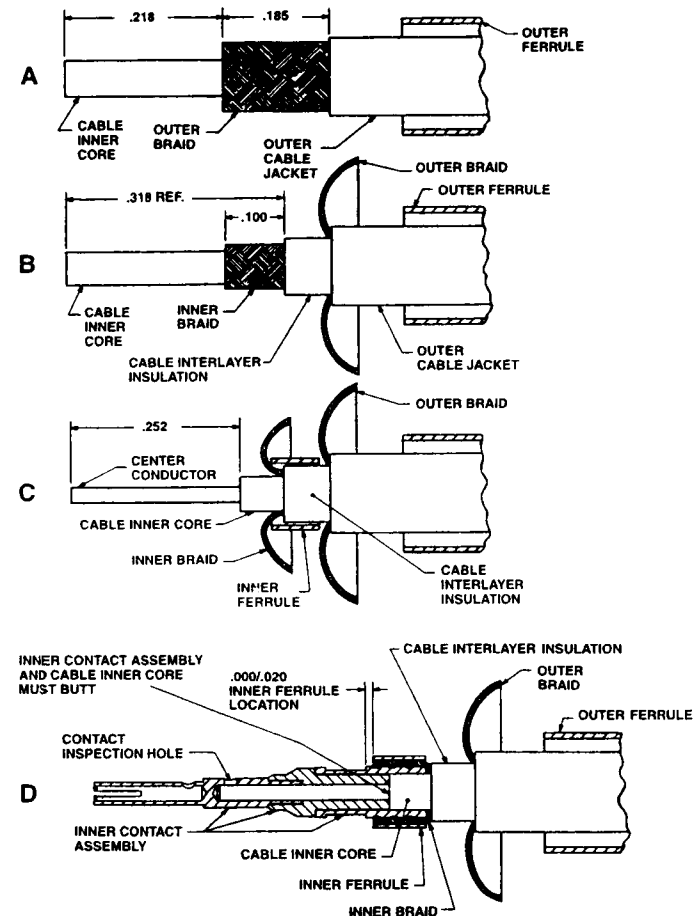 .218
.185
OUTER
FERRULE
A
CABLE
INNER
CORE
OUTER
BRAID
OUTER
CABLE
JACKET
OUTER BRAID
OUTER FERRULE
.318 REF.
.100
B
CABLE
INNER
CORE
INNER
BRAID
CABLE INTERLAYER
INSULATION
OUTER
CABLE JACKET
OUTER BRAID
.252
CENTER
CONDUCTOR
C
CABLE INNER CORE
INNER BRAID
INNER
FERRULE
CABLE
INTERLAYER
INSULATION
CABLE INTERLAYER INSULATION
INNER CONTACT ASSEMBLY
AND CABLE INNER CORE
MUST BUTT
.000/.020
INNER FERRULE
LOCATION
OUTER
BRAID
OUTER FERRULE
CONTACT
INSPECTION HOLE
D
INNER CONTACT
ASSEMBLY
CABLE INNER CORE
INNER FERRULE
INNER BRAID